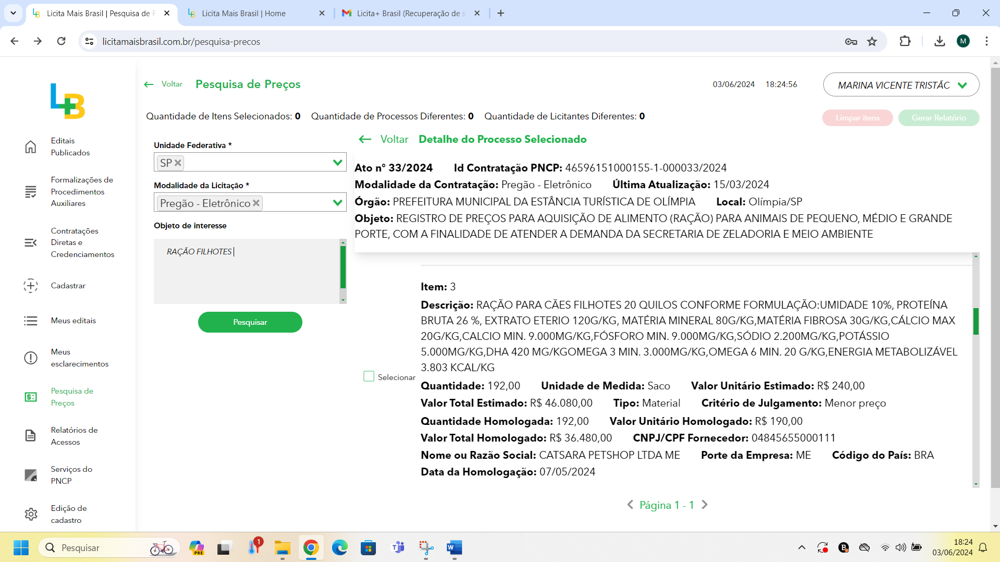 Licita Mais Brasil | Pesquisa de P
Licita Mais Brasil | Home
Licita+ Brasil (Recuperação de s
licitamaisbrasil.com.br/pesquisa-precos
M
L+B
Voltar
Pesquisa de Preços
03/06/2024
18:24:56
MARINA VICENTE TRISTÃO
Quantidade de Itens Selecionados: 0
Quantidade de Processos Diferentes: 0
Quantidade de Licitantes Diferentes: 0
Limpar itens
Gerar Relatório
Editais
Publicados
Formalizações de
Procedimentos
Auxiliares
Contratações
Diretas e
Credenciamentos
Cadastrar
Meus editais
Meus
esclarecimentos
Pesquisa de
Preços
Relatórios de
Acessos
Serviços do
PNCP
Edição de
cadastro
Unidade Federativa *
SP
Modalidade da Licitação *
Pregão - Eletrônico
Objeto de interesse
RAÇÃO FILHOTES
Pesquisar
Voltar
Detalhe do Processo Selecionado
Ato n° 33/2024 Id Contratação PNCP: 46596151000155-1-000033/2024
Modalidade da Contratação: Pregão - Eletrônico Última Atualização: 15/03/2024
Órgão: PREFEITURA MUNICIPAL DA ESTÂNCIA TURÍSTICA DE OLÍMPIA Local: Olímpia/SP
Objeto: REGISTRO DE PREÇOS PARA AQUISIÇÃO DE ALIMENTO (RAÇÃO) PARA ANIMAIS DE PEQUENO, MÉDIO E GRANDE
PORTE, COM A FINALIDADE DE ATENDER A DEMANDA DA SECRETARIA DE ZELADORIA E MEIO AMBIENTE
Item: 3
Descrição: RAÇÃO PARA CÃES FILHOTES 20 QUILOS CONFORME FORMULAÇÃO:UMIDADE 10%, PROTEÍNA
BRUTA 26 %, EXTRATO ETERIO 120G/KG, MATÉRIA MINERAL 80G/KG,MATÉRIA FIBROSA 30G/KG,CÁLCIO MAX
20G/KG,CALCIO MIN. 9.000MG/KG,FÓSFORO MIN. 9.000MG/KG,SÓDIO 2.200MG/KG,POTÁSSIO
5.000MG/KG,DHA 420 MG/KGOMEGA 3 MIN. 3.000MG/KG,OMEGA 6 MIN. 20 G/KG,ENERGIA METABOLIZÁVEL
3.803 KCAL/KG
Selecionar
Quantidade: 192,00 Unidade de Medida: Saco Valor Unitário Estimado: R$ 240,00
Valor Total Estimado: R$ 46.080,00 Tipo: Material Critério de Julgamento: Menor preço
Quantidade Homologada: 192,00 Valor Unitário Homologado: R$ 190,00
Valor Total Homologado: R$ 36.480,00 CNPJ/CPF Fornecedor: 04845655000111
Nome ou Razão Social: CATSARA PETSHOP LTDA ME Porte da Empresa: ME Código do País: BRA
Data da Homologação: 07/05/2024
Página 1 - 1
Pesquisar
PRE
1
18:24
03/06/2024